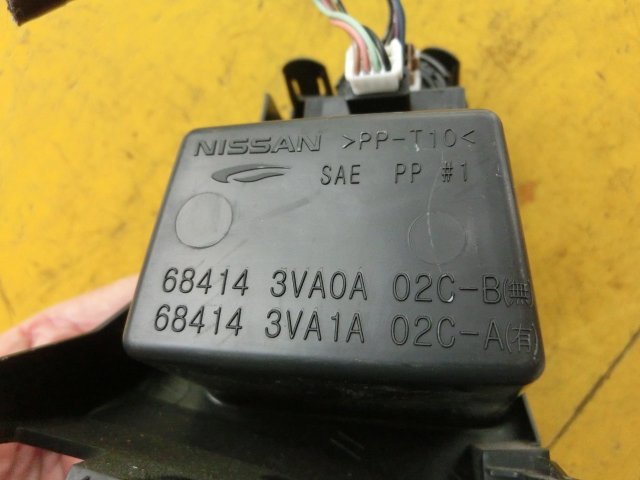 NISSAN >PP-T10<
SAE PP #1
68414 3VA0A 02C-B(無)
68414 3VA1A 02C-A(有)